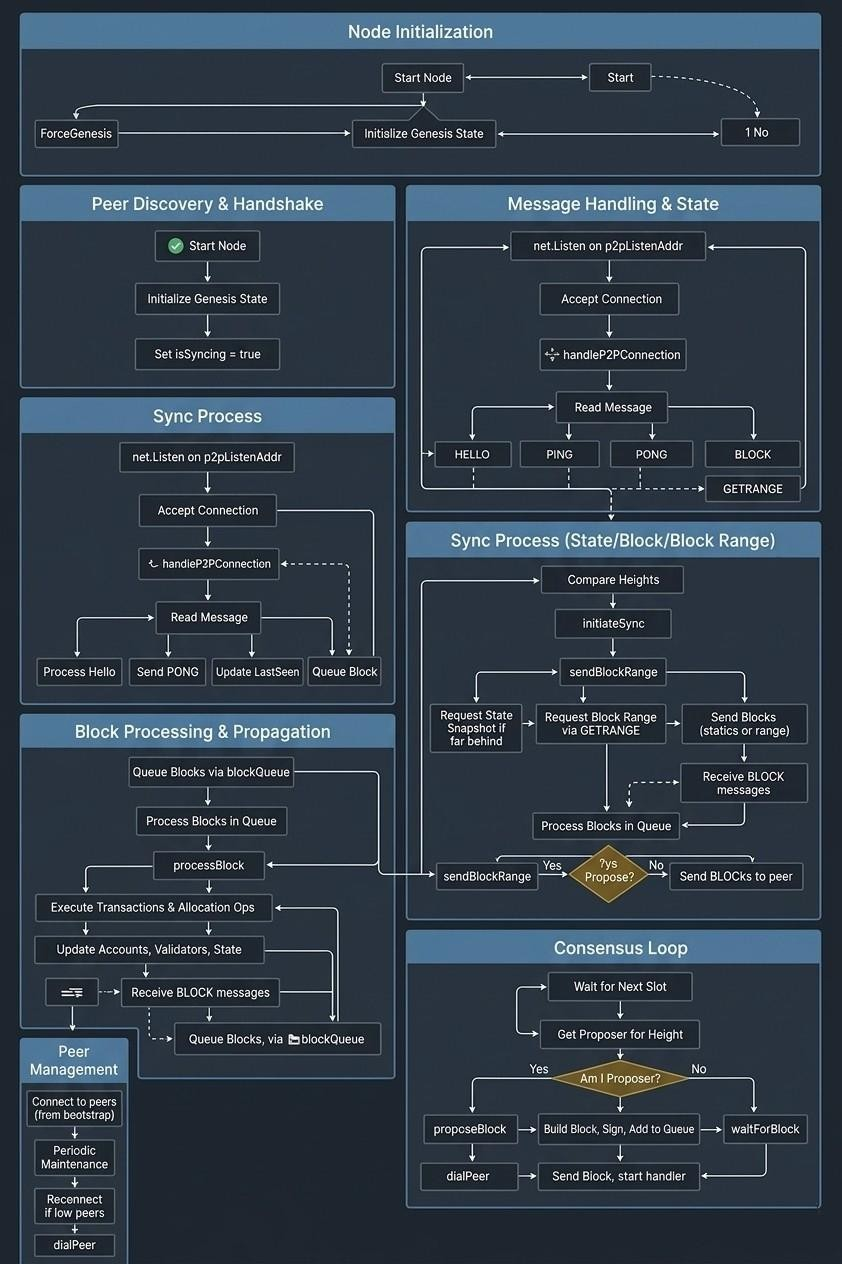 Node Initialization
Start Node
Start
ForceGenesis
Initialize Genesis State
1 No
Peer Discovery & Handshake
Start Node
Initialize Genesis State
Set isSyncing = true
Message Handling & State
net.Listen on p2pListenAddr
Accept Connection
handleP2PConnection
Read Message
HELLO
PING
PONG
BLOCK
GETRANGE
Sync Process
net.Listen on p2pListenAddr
Accept Connection
handleP2PConnection
Read Message
Process Hello
Send PONG
Update LastSeen
Queue Block
Sync Process (State/Block/Block Range)
Compare Heights
initiateSync
sendBlockRange
Request State
Snapshot if
far behind
Request Block Range
via GETRANGE
Send Blocks
(statics or range)
Receive BLOCK
messages
Process Blocks in Queue
sendBlockRange
Yes
?ys
Propose?
No
Send BLOCks to peer
Block Processing & Propagation
Queue Blocks via blockQueue
Process Blocks in Queue
processBlock
Execute Transactions & Allocation Ops
Update Accounts, Validators, State
Receive BLOCK messages
Queue Blocks, via blockQueue
Peer
Management
Connect to peers
(from beotstrap)
Periodic
Maintenance
Recennect
if low peers
dialPeer
Consensus Loop
Wait for Next Slot
Get Proposer for Height
Yes
Am I Proposer?
No
propcseBlock
Build Block, Sign, Add to Queue
waitForBlock
dialPeer
Send Block, start handler